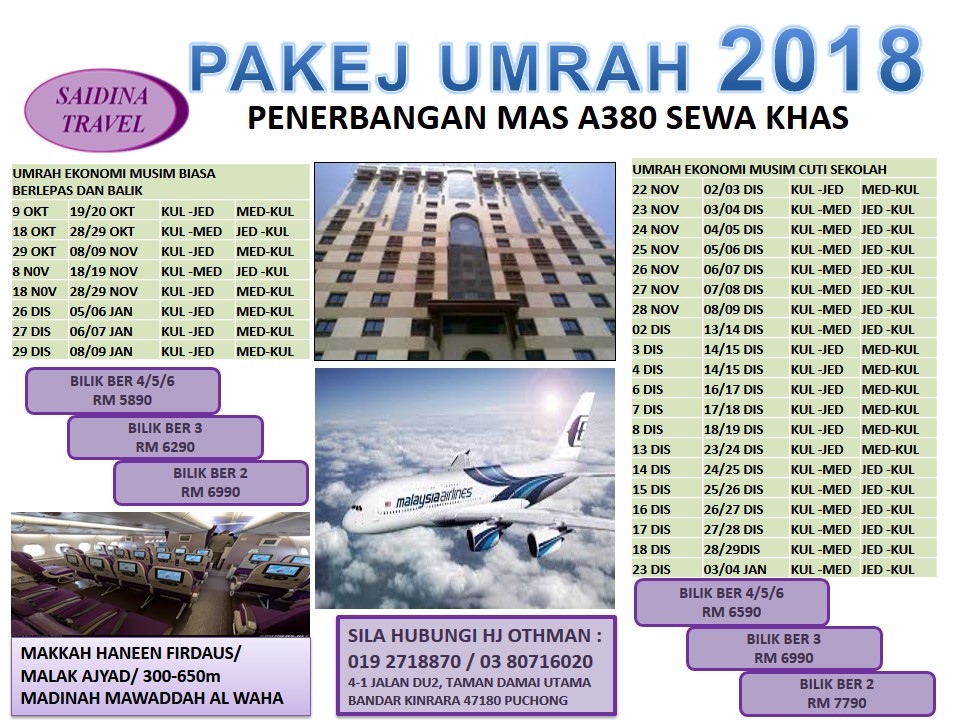 PAKEJ UMRAH 2018
SAIDINA
TRAVEL
PENERBANGAN MAS A380 SEWA KHAS
UMRAH EKONOMI MUSIM BIASA
BERLEPAS DAN BALIK
9 OKT 19/20 OKT KUL -JED MED-KUL
18 OKT 28/29 OKT KUL -MED JED -KUL
29 OKT 08/09 NOV KUL -JED MED-KUL
8 N0V 18/19 NOV KUL -MED JED -KUL
18 N0V 28/29 NOV KUL -JED MED-KUL
26 DIS 05/06 JAN KUL -JED MED-KUL
27 DIS 06/07 JAN KUL -JED MED-KUL
29 DIS 08/09 JAN KUL -JED MED-KUL
BILIK BER 4/5/6
RM 5890
BILIK BER 3
RM 6290
BILIK BER 2
RM 6990
MAKKAH HANEEN FIRDAUS/
MALAK AJYAD/ 300-650m
MADINAH MAWADDAH AL WAHA
malaysia airlines
SILA HUBUNGI HJ OTHMAN :
019 2718870 / 03 80716020
4-1 JALAN DU2, TAMAN DAMAI UTAMA
BANDAR KINRARA 47180 PUCHONG
UMRAH EKONOMI MUSIM CUTI SEKOLAH
22 NOV 02/03 DIS KUL -JED MED-KUL
23 NOV 03/04 DIS KUL -MED JED -KUL
24 NOV 04/05 DIS KUL -MED JED -KUL
25 NOV 05/06 DIS KUL -MED JED -KUL
26 NOV 06/07 DIS KUL -MED JED -KUL
27 NOV 07/08 DIS KUL -MED JED -KUL
28 NOV 08/09 DIS KUL -MED JED -KUL
02 DIS 13/14 DIS KUL -MED JED -KUL
3 DIS 14/15 DIS KUL -JED MED-KUL
4 DIS 14/15 DIS KUL -JED MED-KUL
6 DIS 16/17 DIS KUL -JED MED-KUL
7 DIS 17/18 DIS KUL -JED MED-KUL
8 DIS 18/19 DIS KUL -JED MED-KUL
13 DIS 23/24 DIS KUL -JED MED-KUL
14 DIS 24/25 DIS KUL -MED JED -KUL
15 DIS 25/26 DIS KUL -MED JED -KUL
16 DIS 26/27 DIS KUL -MED JED -KUL
17 DIS 27/28 DIS KUL -MED JED -KUL
18 DIS 28/29DIS KUL -MED JED -KUL
23 DIS 03/04 JAN KUL -MED JED -KUL
BILIK BER 4/5/6
RM 6590
BILIK BER 3
RM 6990
BILIK BER 2
RM 7790